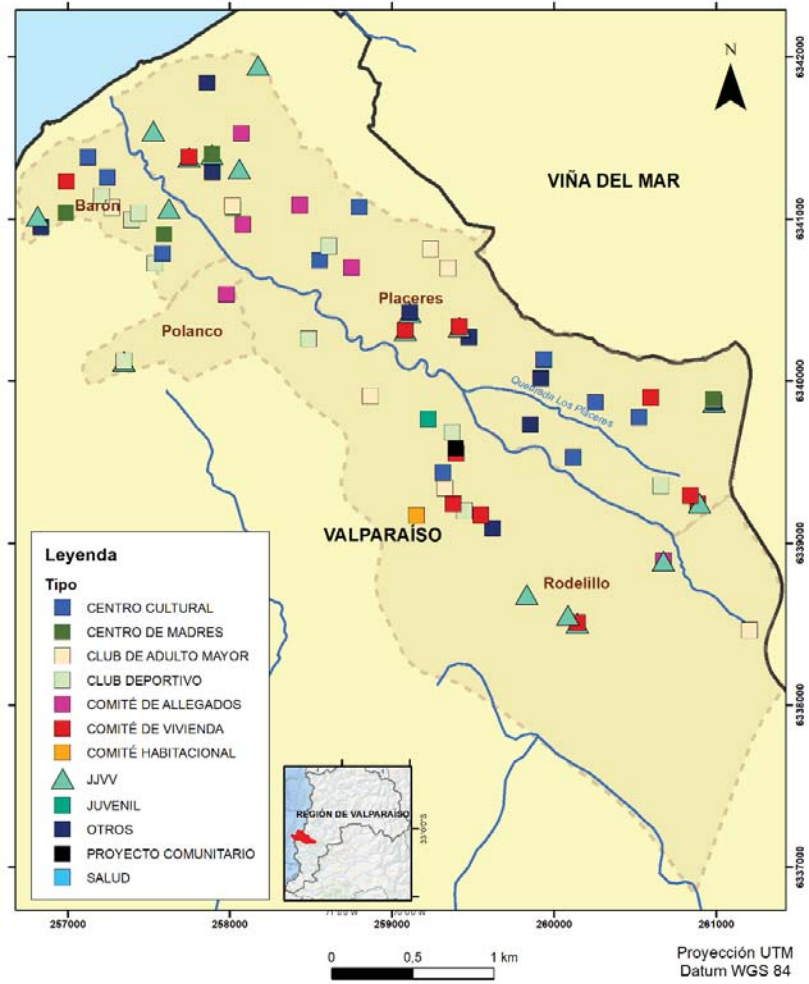 N
VIÑA DEL MAR
Barón
Placeres
Polanco
Quebrada Los Placeres
VALPARAÍSO
Rodelillo
Leyenda
Tipo
CENTRO CULTURAL
CENTRO DE MADRES
CLUB DE ADULTO MAYOR
CLUB DEPORTIVO
COMITÉ DE ALLEGADOS
COMITÉ DE VIVIENDA
COMITÉ HABITACIONAL
JJVV
JUVENIL
OTROS
PROYECTO COMUNITARIO
SALUD
REGIÓN DE VALPARAÍSO
33°00'S
6342000
6341000
6340000
6339000
6338000
6337000
257000
258000
259000
260000
261000
0
0,5
1 km
Proyección UTM
Datum WGS 84